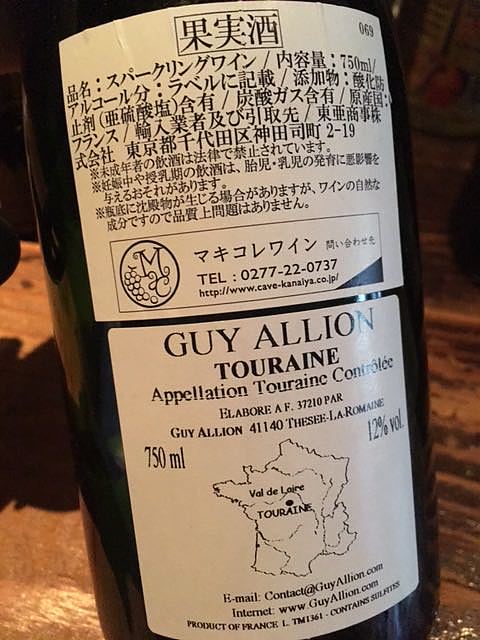 果実酒
069
品名：スパークリングワイン / 内容量：750ml/
アルコール分：ラベルに記載 / 添加物：酸化防
止剤（亜硫酸塩）含有 / 炭酸ガス含有 / 原産国：
フランス / 輸入業者及び引取先 / 東亜商事株
式会社 東京都千代田区神田司町 2-19
※未成年者の飲酒は法律で禁止されています。
※妊娠中や授乳期の飲酒は、胎児・乳児の発育に悪影響を
与えるおそれがあります。
※瓶底に沈殿物が生じる場合がありますが、ワインの自然な
成分ですので品質上問題はありません。
マキコレワイン 問い合わせ先
TEL：0277-22-0737
http://www.cave-kanaiya.co.jp/
GUY ALLION
TOURAINE
Appellation Touraine Contrôlée
ELABORE A F. 37210 PAR
GUY ALLION 41140 THESEE-LA-ROMAINE
750 ml
12% vol.
Val de Loire
TOURAINE
E-mail: Contact@GuyAllion.com
Internet: www.GuyAllion.com
PRODUCT OF FRANCE L. TM1361 - CONTAINS SULFITES